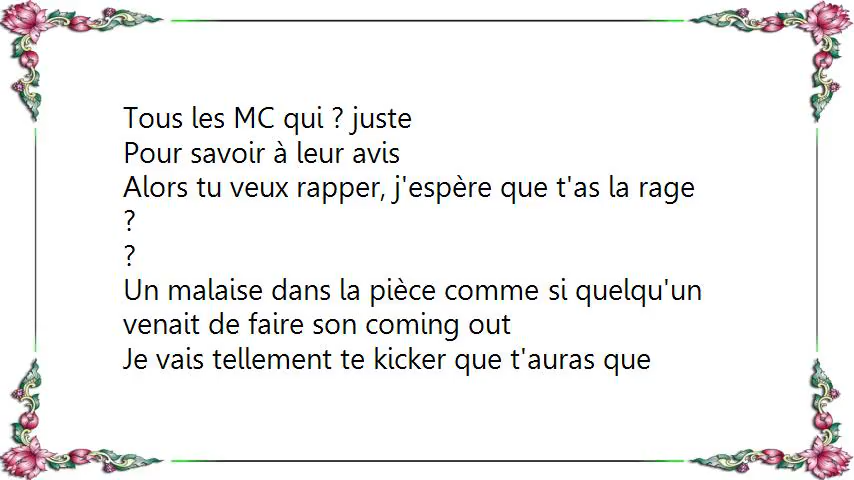 Tous les MC qui ? juste
Pour savoir à leur avis
Alors tu veux rapper, j'espère que t'as la rage
?
?
Un malaise dans la pièce comme si quelqu'un
venait de faire son coming out
Je vais tellement te kicker que t'auras que